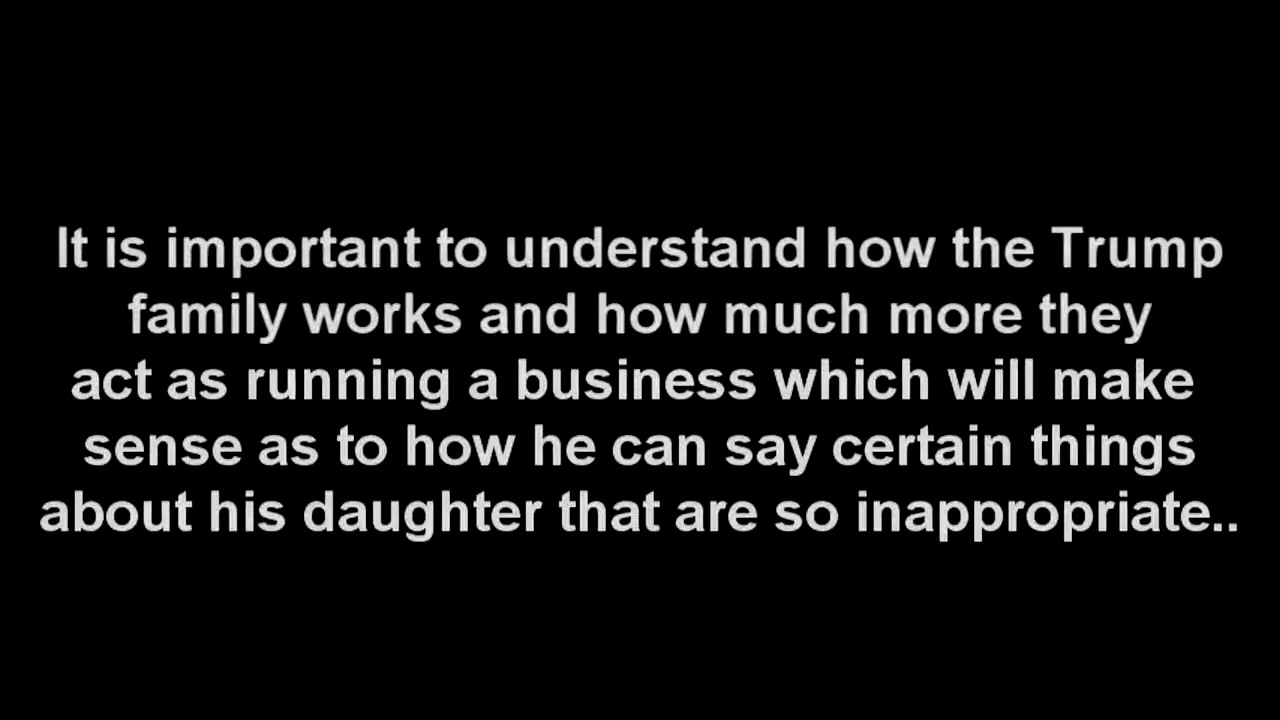 It is important to understand how the Trump
family works and how much more they
act as running a business which will make
sense as to how he can say certain things
about his daughter that are so inappropriate..